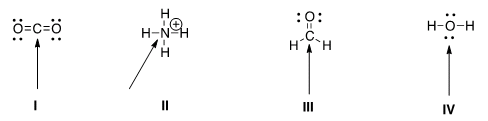 O=C=O
H
H-N-H
H
+
O
C
H H
H-O-H
I II III IV